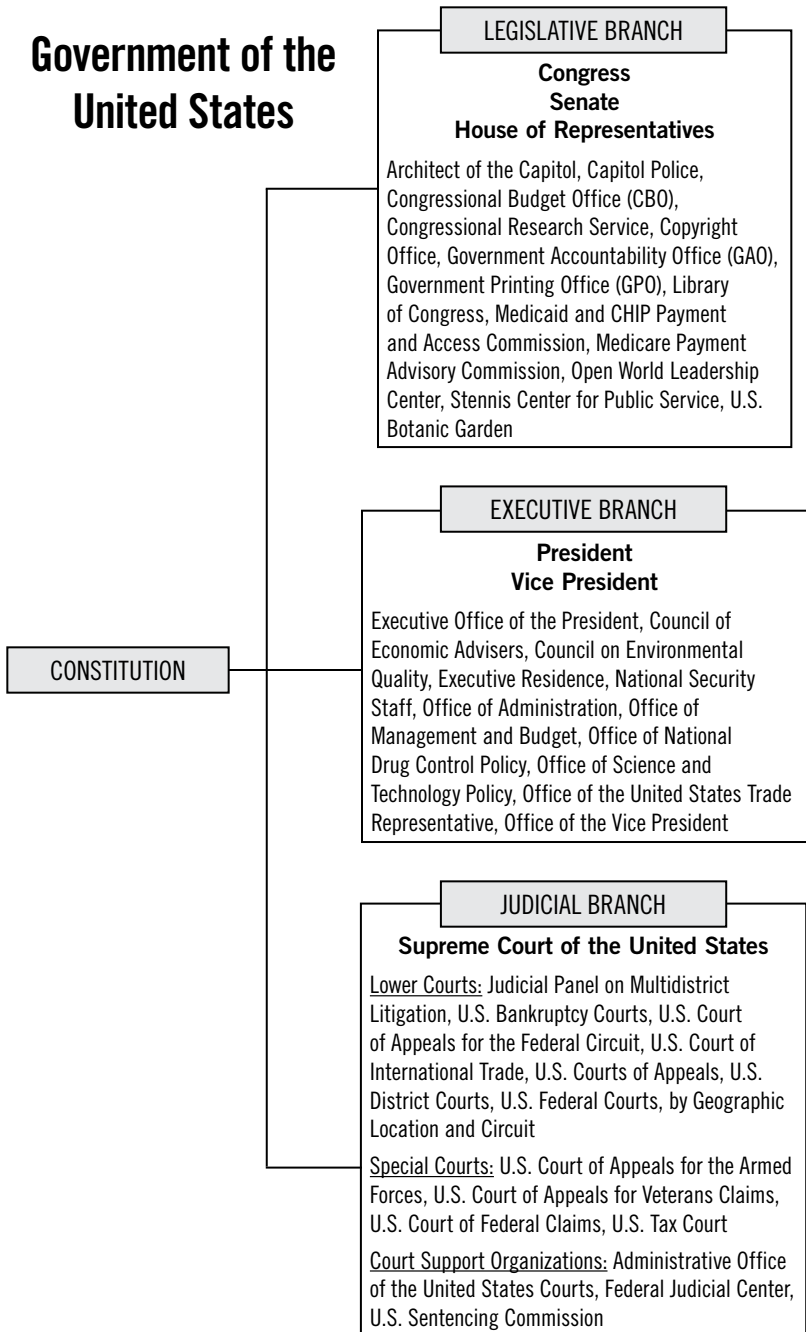 Government of the
United States
LEGISLATIVE BRANCH
Congress
Senate
House of Representatives
Architect of the Capitol, Capitol Police,
Congressional Budget Office (CBO),
Congressional Research Service, Copyright
Office, Government Accountability Office (GAO),
Government Printing Office (GPO), Library
of Congress, Medicaid and CHIP Payment
and Access Commission, Medicare Payment
Advisory Commission, Open World Leadership
Center, Stennis Center for Public Service, U.S.
Botanic Garden
EXECUTIVE BRANCH
President
Vice President
Executive Office of the President, Council of
Economic Advisers, Council on Environmental
Quality, Executive Residence, National Security
Staff, Office of Administration, Office of
Management and Budget, Office of National
Drug Control Policy, Office of Science and
Technology Policy, Office of the United States Trade
Representative, Office of the Vice President
CONSTITUTION
JUDICIAL BRANCH
Supreme Court of the United States
Lower Courts: Judicial Panel on Multidistrict
Litigation, U.S. Bankruptcy Courts, U.S. Court
of Appeals for the Federal Circuit, U.S. Court of
International Trade, U.S. Courts of Appeals, U.S.
District Courts, U.S. Federal Courts, by Geographic
Location and Circuit
Special Courts: U.S. Court of Appeals for the Armed
Forces, U.S. Court of Appeals for Veterans Claims,
U.S. Court of Federal Claims, U.S. Tax Court
Court Support Organizations: Administrative Office
of the United States Courts, Federal Judicial Center,
U.S. Sentencing Commission